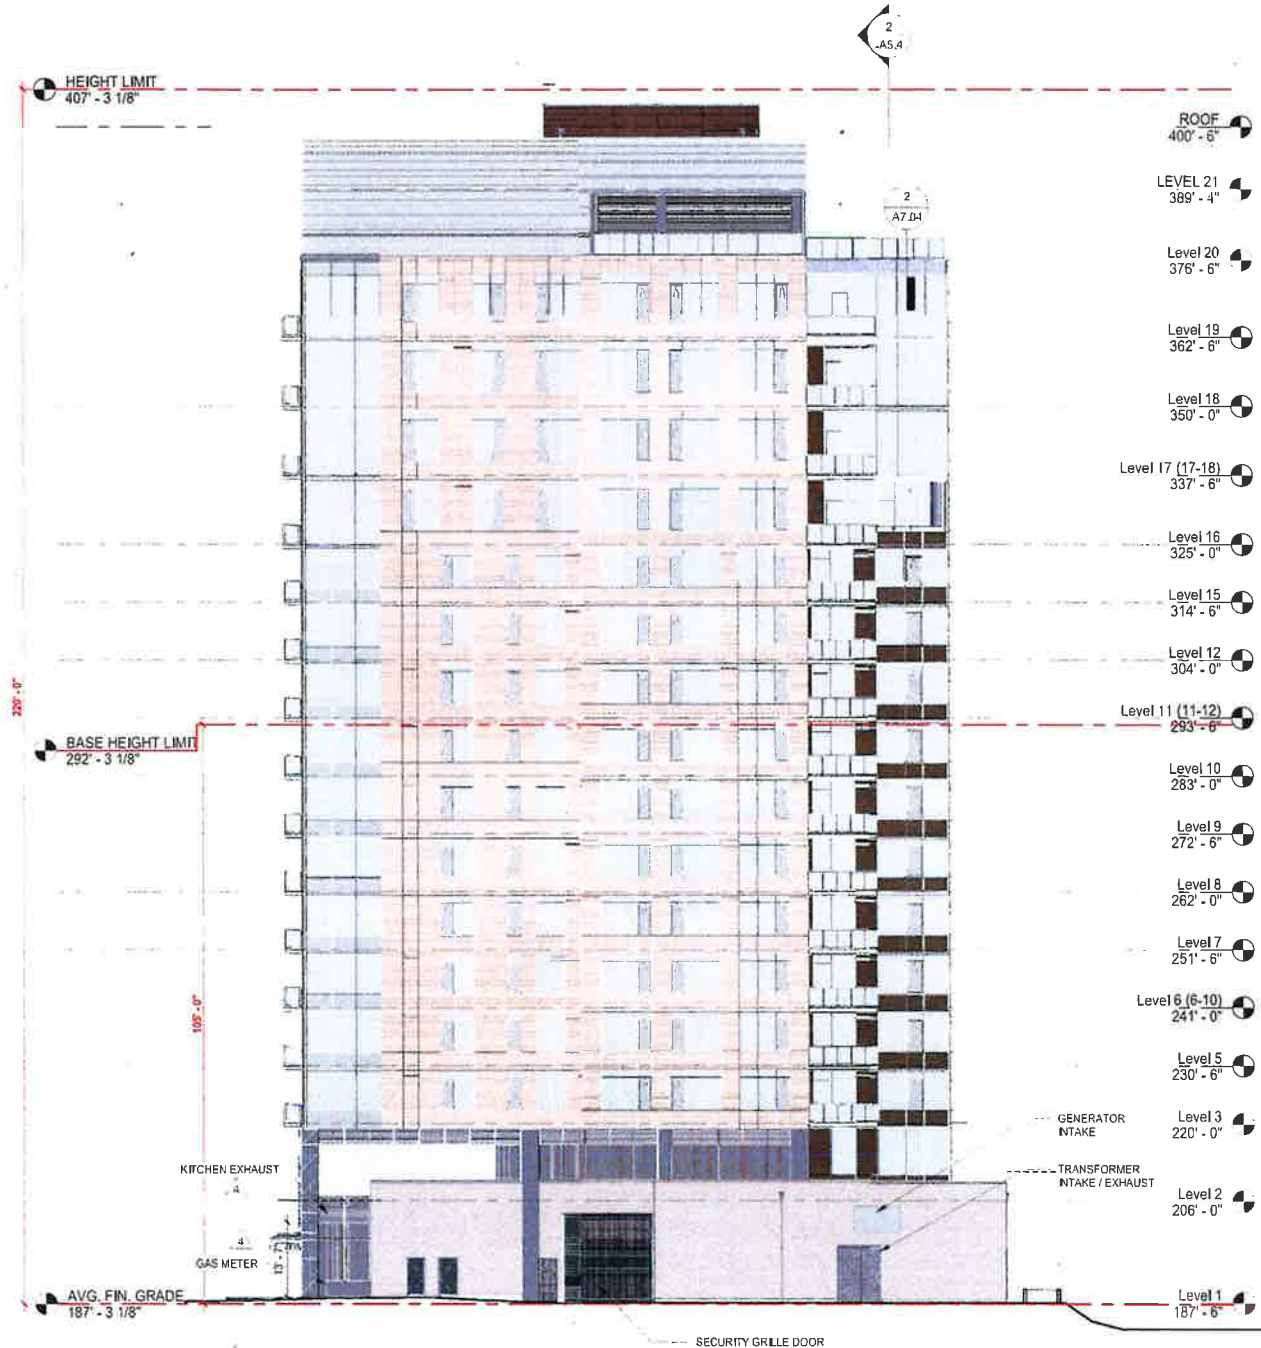 2
-A5.4
HEIGHT LIMIT
407' - 3 1/8"
ROOF
400' - 6"
LEVEL 21
389' - 4"
2
A7.04
Level 20
376' - 6"
Level 19
362' - 6"
Level 18
350' - 0"
Level 17 (17-18)
337' - 6"
Level 16
325' - 0"
Level 15
314' - 6"
Level 12
304' - 0"
220' - 0"
Level 11 (11-12)
293' - 6"
BASE HEIGHT LIMIT
292' - 3 1/8"
Level 10
283' - 0"
Level 9
272' - 6"
Level 8
262' - 0"
Level 7
251' - 6"
Level 6 (6-10)
241' - 0"
105' - 0"
Level 5
230' - 6"
Level 3
220' - 0"
GENERATOR
INTAKE
KITCHEN EXHAUST
4
TRANSFORMER
INTAKE / EXHAUST
Level 2
206' - 0"
4
GAS METER
AVG. FIN. GRADE
187' - 3 1/8"
Level 1
187' - 6"
SECURITY GRILLE DOOR